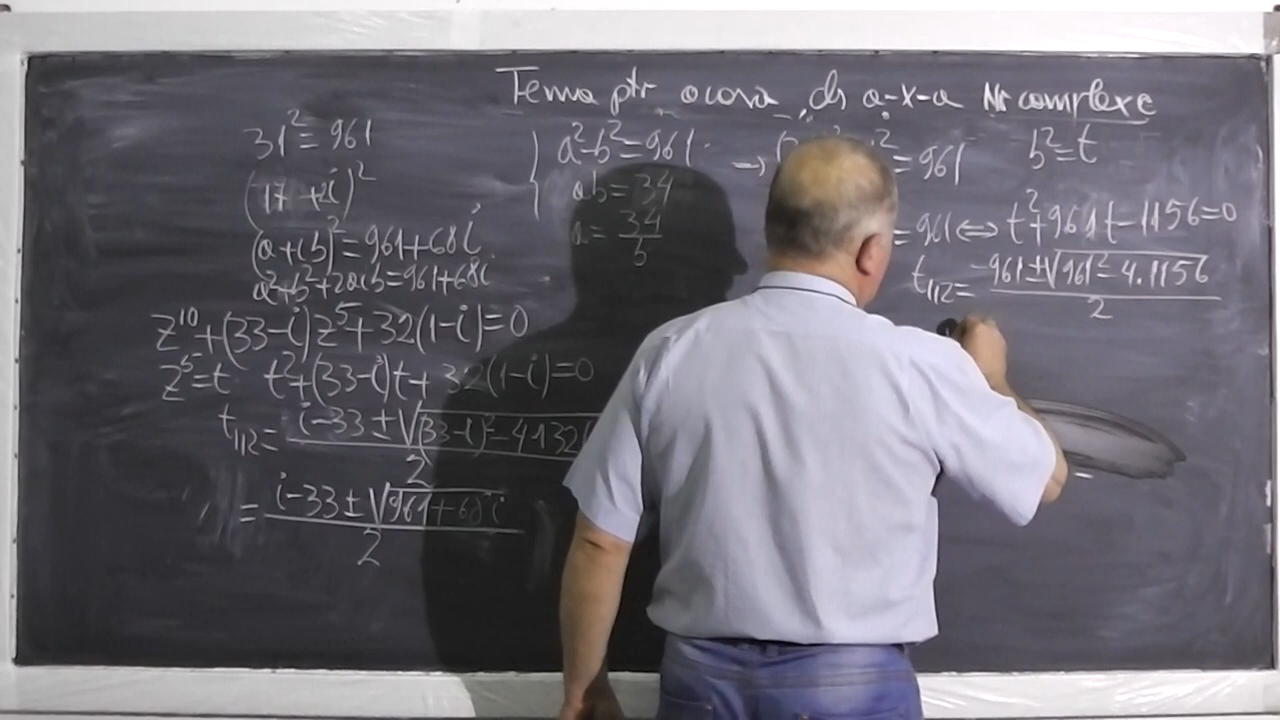 Tema ptr acasa ds a-X-a Nr complexe
31² = 961
(17 + 2i)²
(a+ib)² = 961+68i
a²+b²+2aib = 961+68i
z¹⁰+(33-i)z⁵+32(1-i)=0
z⁵=t t²+(33-i)t+32(1-i)=0
t₁,₂= (i-33±√((33-i)²-4·1·32(
2
= (i-33±√(961+68i
2
a²-b²=961
ab=34
a= 34
b
→ = 961
b²=t
= 961 ⇔ t²+961t-1156=0
t₁,₂= -961±√(961²-4.1156
2